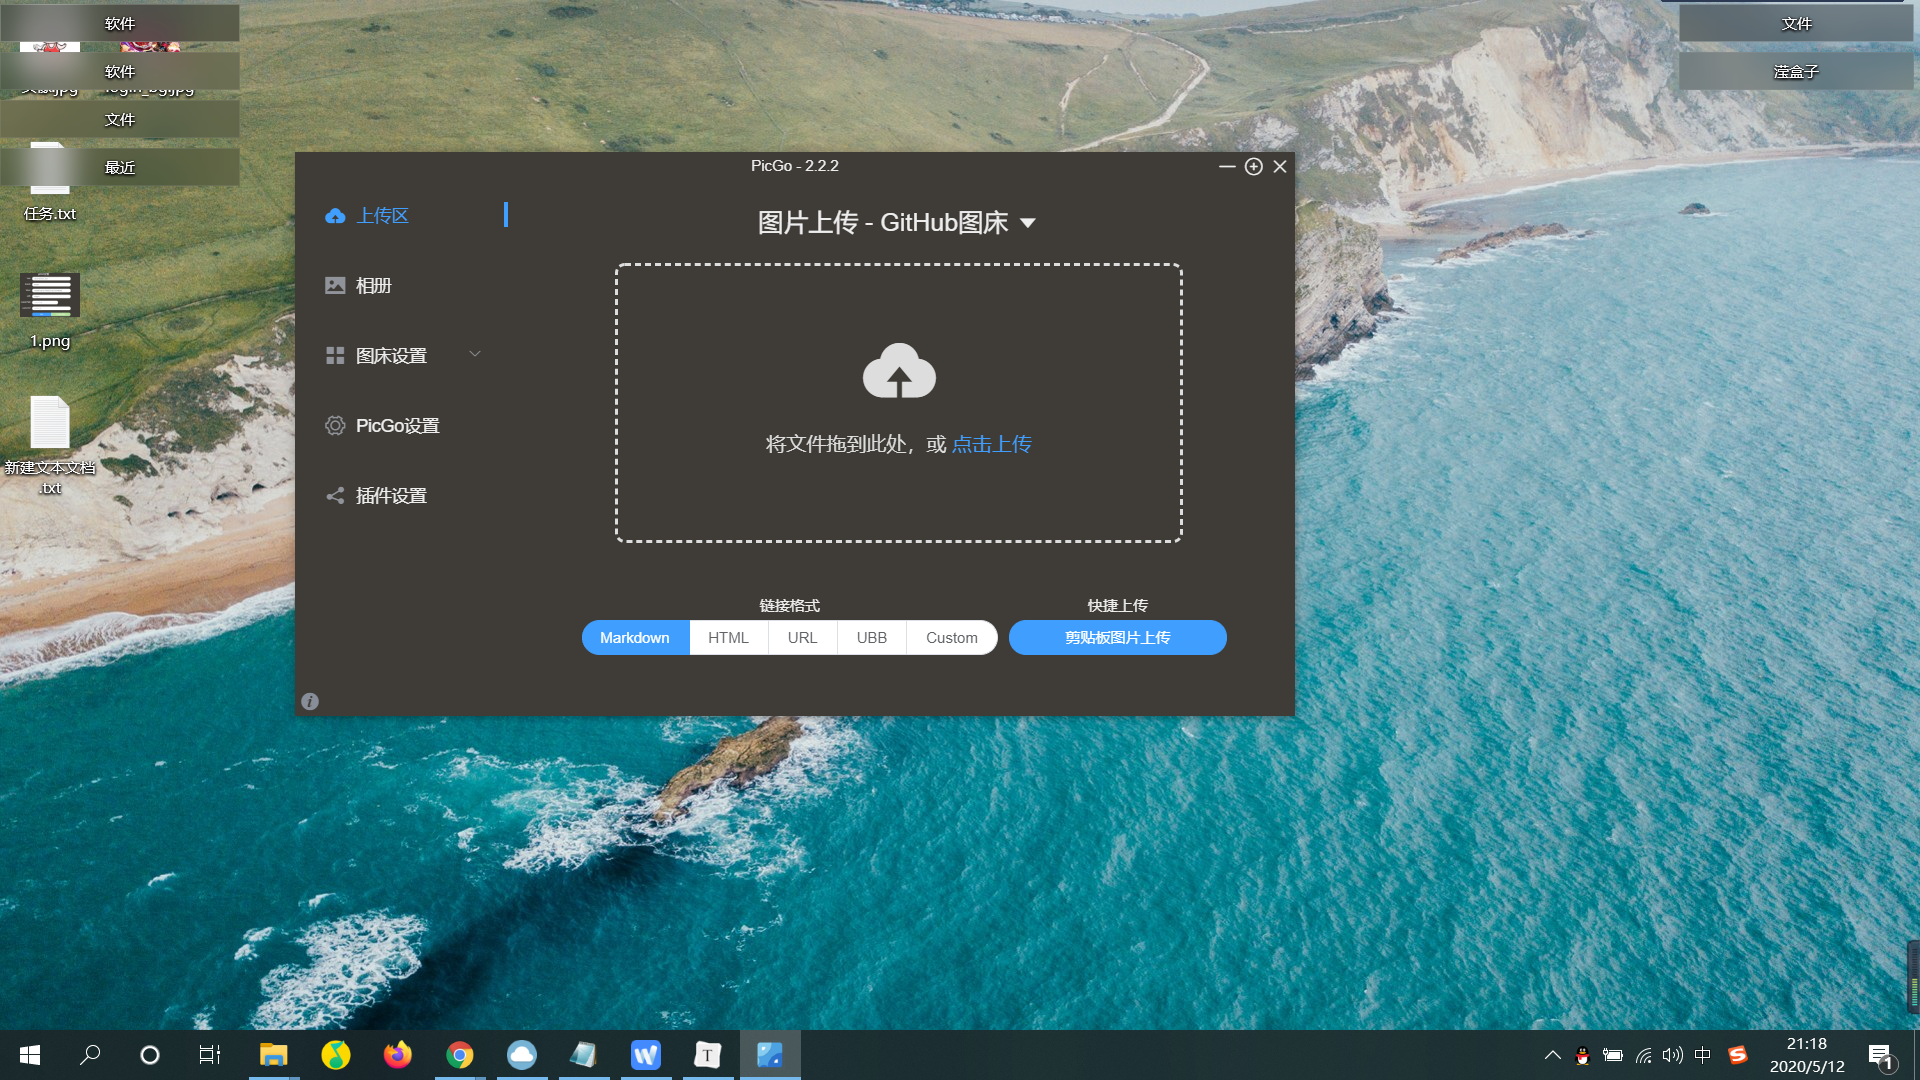 软件
软件
login_bg.jpg
文件
最近
任务.txt
1.png
新建文本文档
.txt
文件
滢盒子
PicGo - 2.2.2
上传区
相册
图床设置
PicGo设置
插件设置
图片上传 - GitHub图床
将文件拖到此处，或 点击上传
链接格式
快捷上传
Markdown
HTML
URL
UBB
Custom
剪贴板图片上传
T
中
21:18
2020/5/12
1